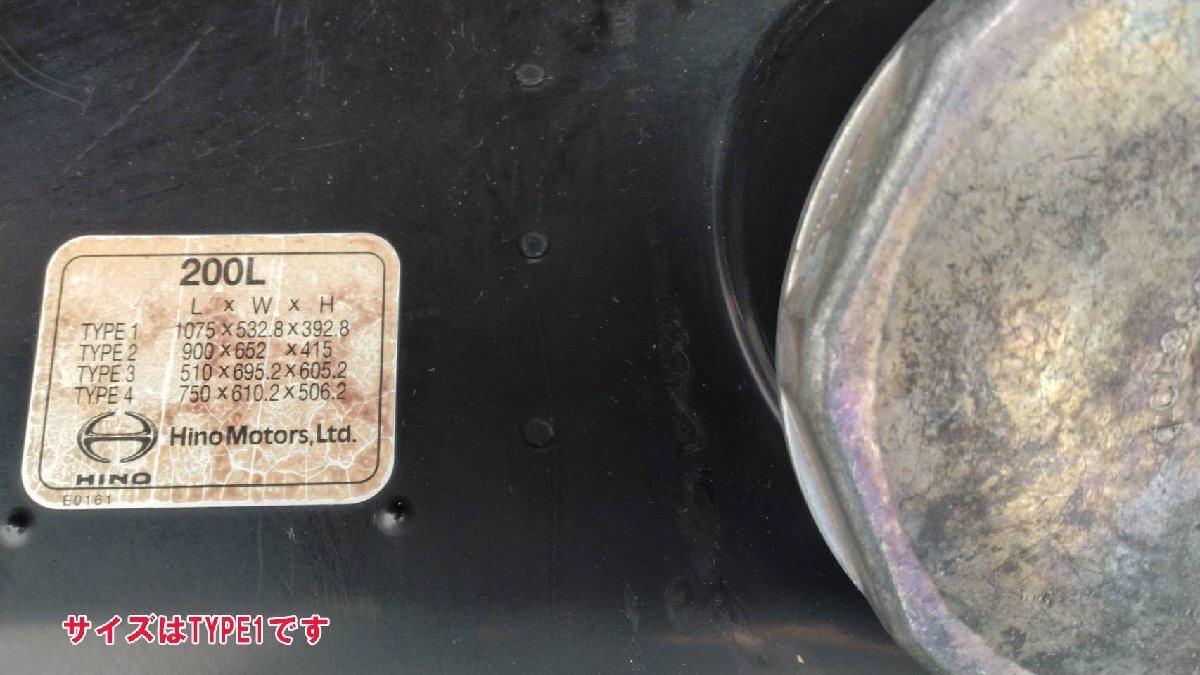 200L
L × W × H
TYPE 1 1075×532.8×392.8
TYPE 2 900×652 ×415
TYPE 3 510×695.2×605.2
TYPE 4 750×610.2×506.2
HinoMotors,Ltd.
HINO
E0161
サイズはTYPE1です